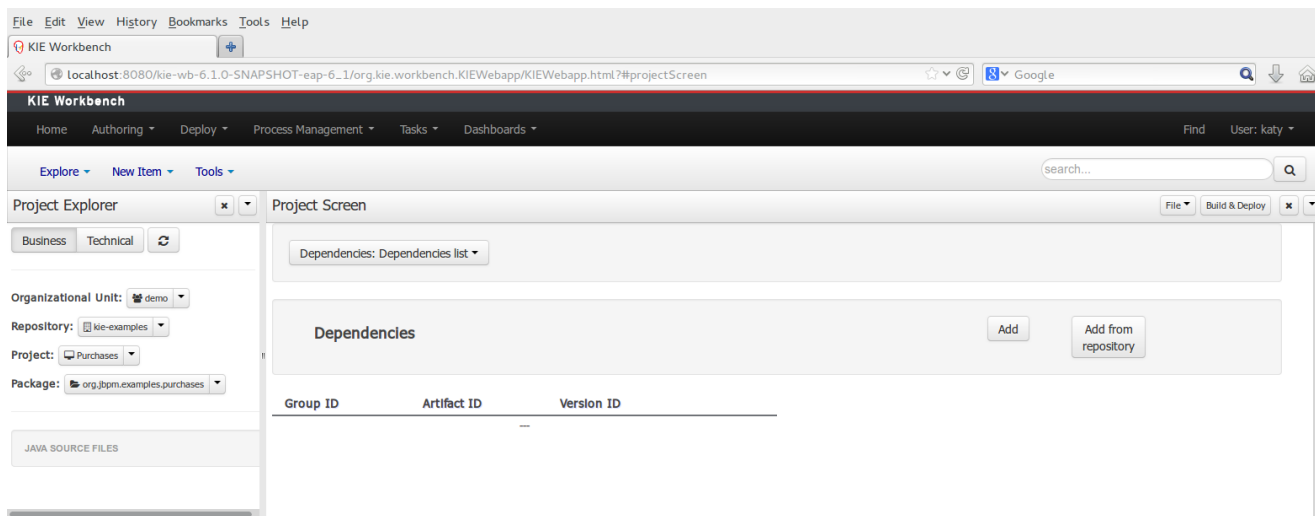 File Edit View History Bookmarks Tools Help
KIE Workbench
localhost:8080/kie-wb-6.1.0-SNAPSHOT-eap-6_1/org.kie.workbench.KIEWebapp/KIEWebapp.html?#projectScreen
Google
KIE Workbench
Home Authoring Deploy Process Management Tasks Dashboards Find User: katy
Explore New Item Tools search...
Project Explorer Project Screen File Build & Deploy
Business Technical
Dependencies: Dependencies list
Organizational Unit: demo
Repository: kie-examples
Project: Purchases
Package: org.jbpm.examples.purchases
Dependencies Add Add from
repository
Group ID Artifact ID Version ID
---
JAVA SOURCE FILES